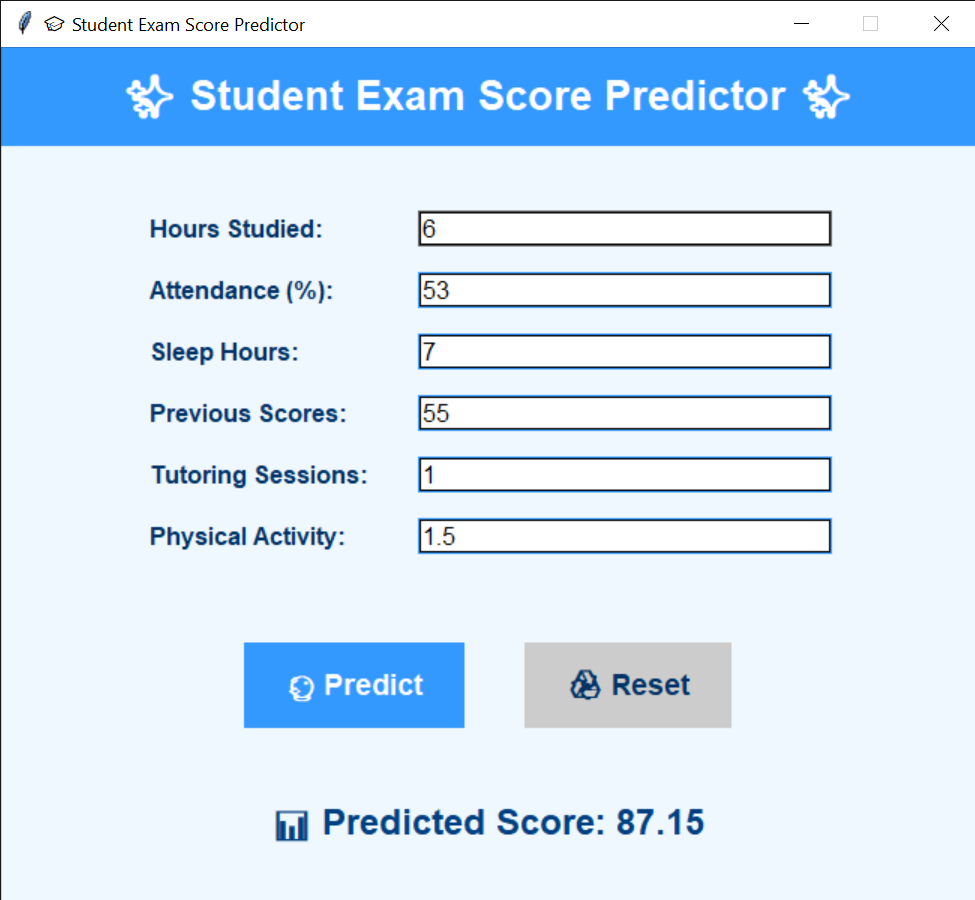 Student Exam Score Predictor
✨ Student Exam Score Predictor ✨
Hours Studied: 6
Attendance (%): 53
Sleep Hours: 7
Previous Scores: 55
Tutoring Sessions: 1
Physical Activity: 1.5
🔮 Predict ♻ Reset
📊 Predicted Score: 87.15